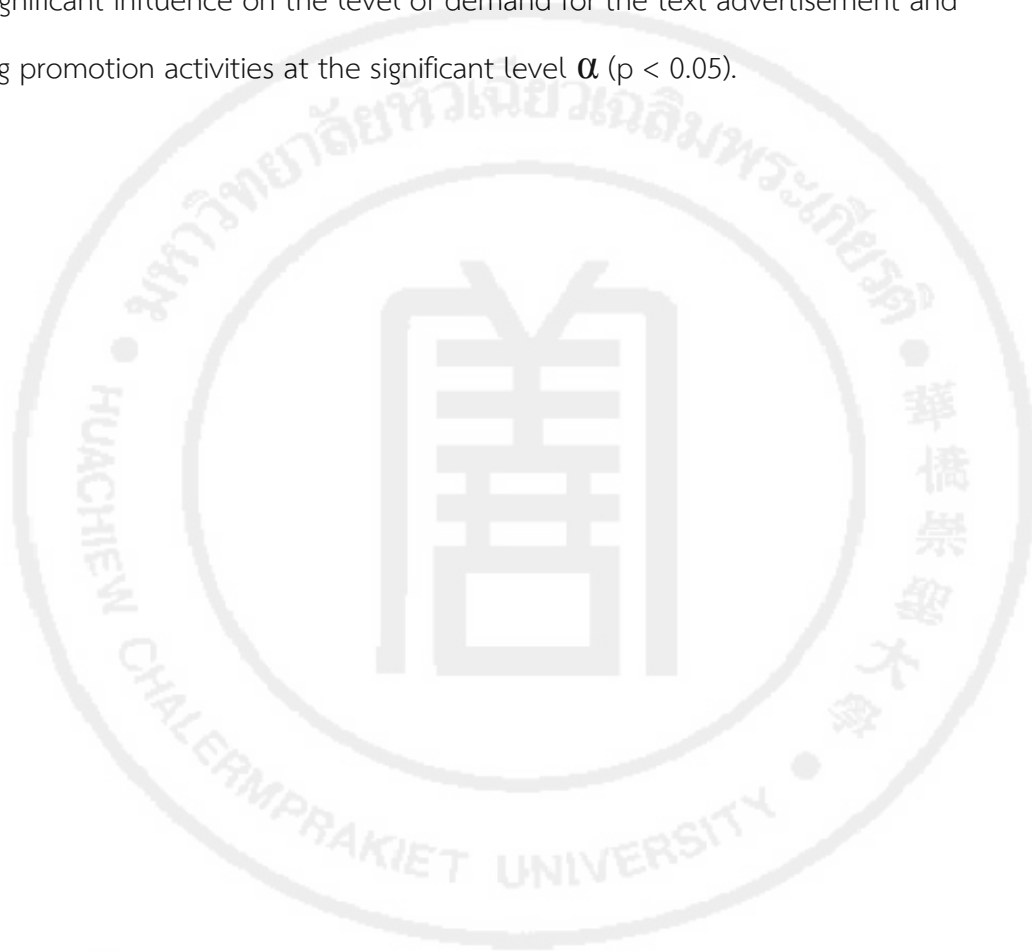 gnificant influence on the level of demand for the text advertisement and
g promotion activities at the significant level α (p < 0.05).
มหาวิทยาลัยหัวเฉียวเฉลิมพระเกียรติ
華僑崇聖大學
HUACHIEW CHALERMPRAKIET UNIVERSITY